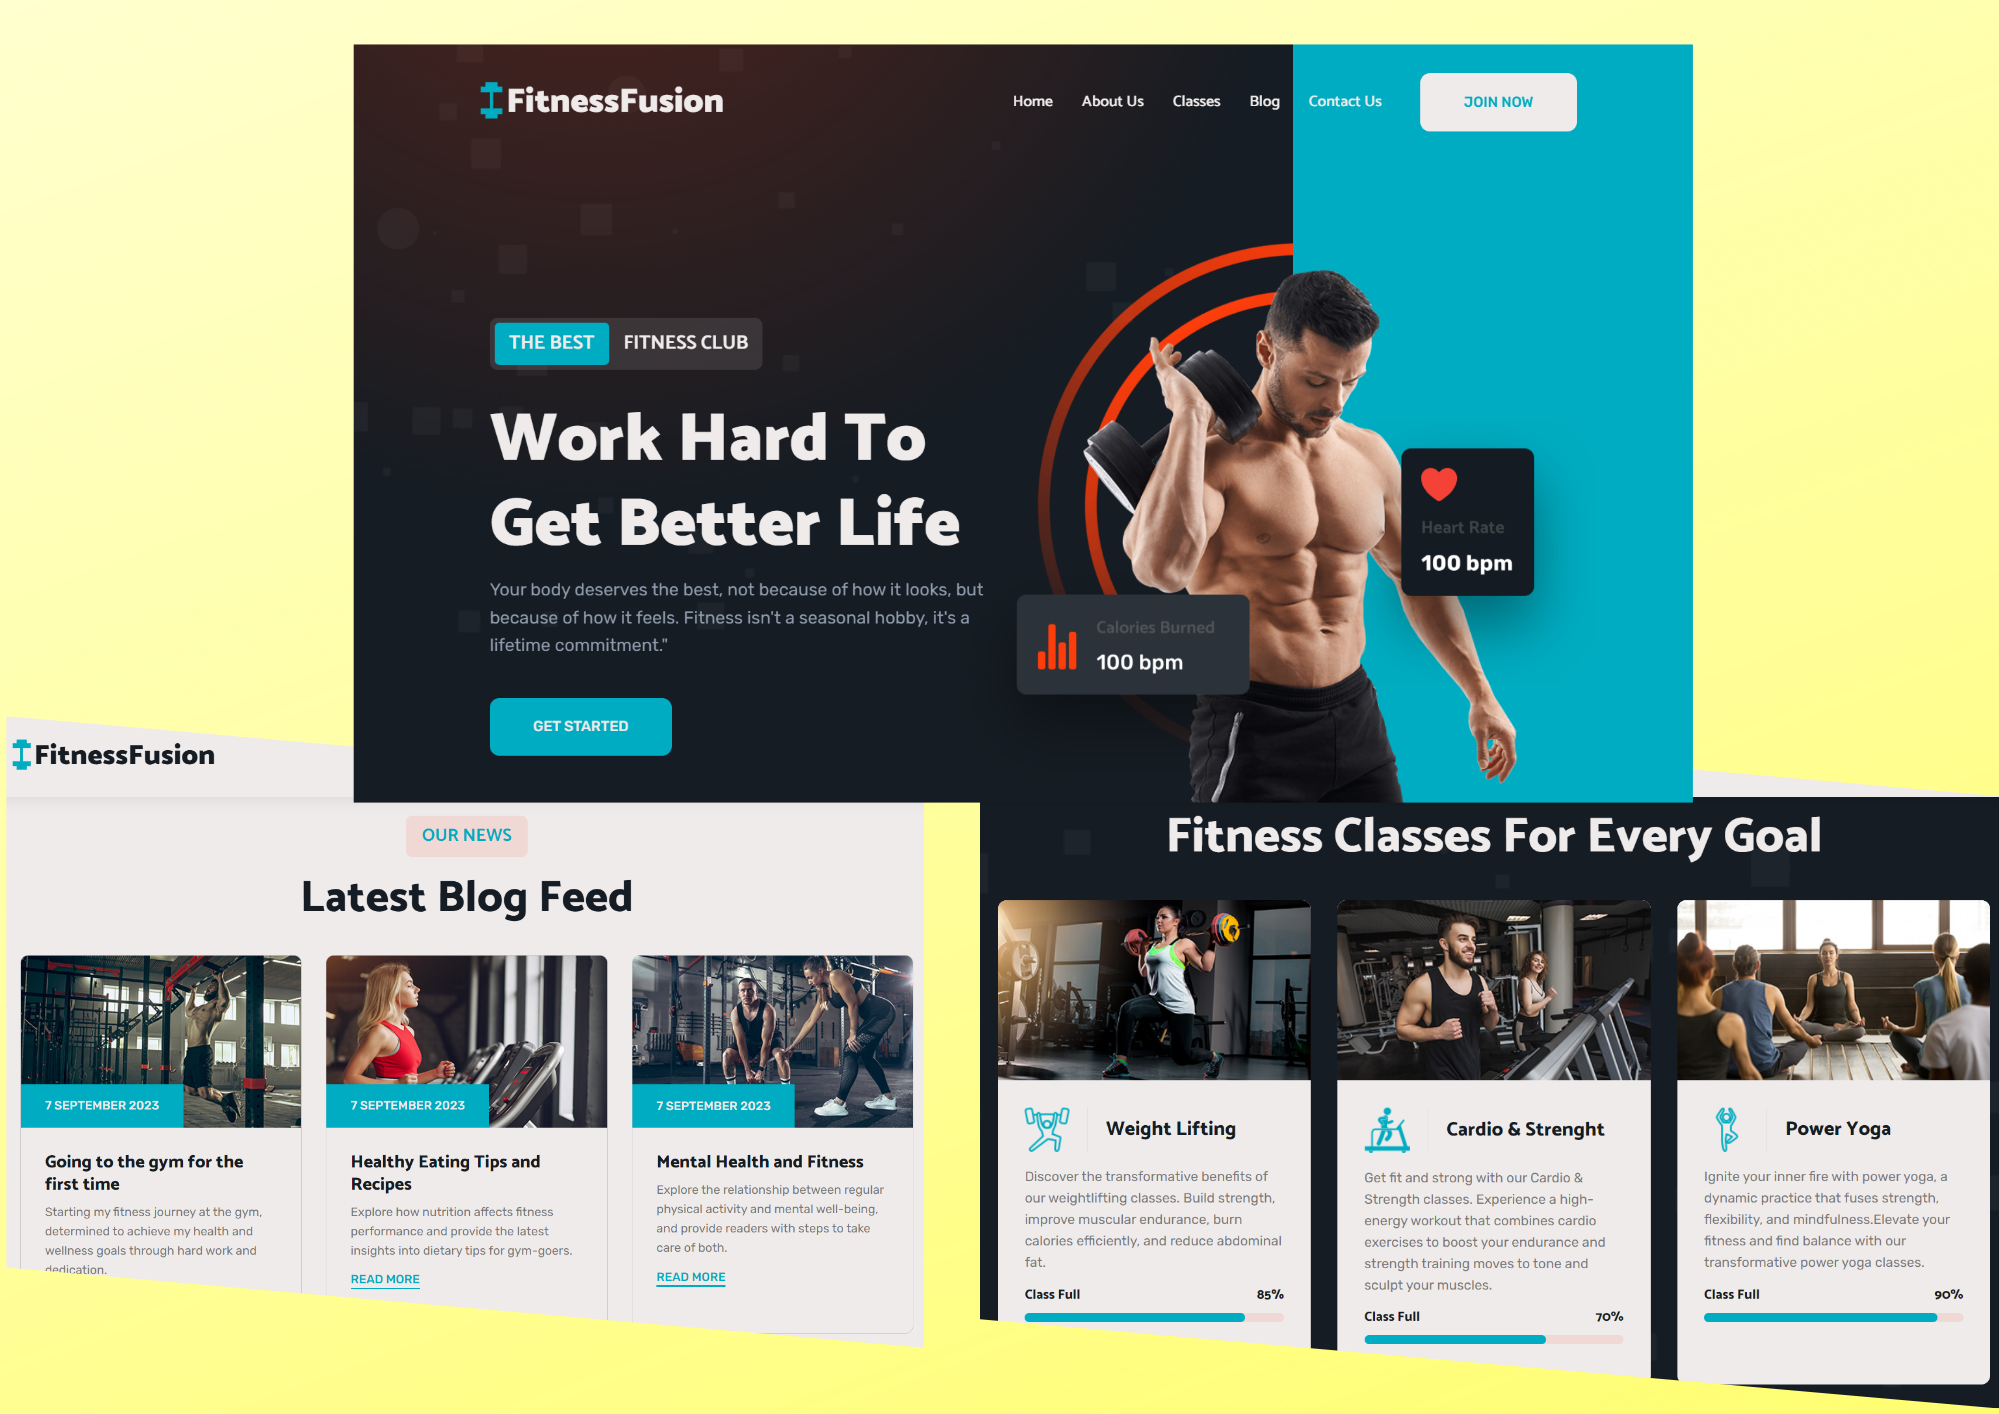 FitnessFusion
Home About Us Classes Blog Contact Us JOIN NOW
THE BEST FITNESS CLUB
Work Hard To
Get Better Life
Your body deserves the best, not because of how it looks, but
because of how it feels. Fitness isn't a seasonal hobby, it's a
lifetime commitment."
GET STARTED
Heart Rate
100 bpm
Calories Burned
100 bpm
FitnessFusion
OUR NEWS
Latest Blog Feed
7 SEPTEMBER 2023
Going to the gym for the
first time
Starting my fitness journey at the gym,
determined to achieve my health and
wellness goals through hard work and
dedication.
7 SEPTEMBER 2023
Healthy Eating Tips and
Recipes
Explore how nutrition affects fitness
performance and provide the latest
insights into dietary tips for gym-goers.
READ MORE
7 SEPTEMBER 2023
Mental Health and Fitness
Explore the relationship between regular
physical activity and mental well-being,
and provide readers with steps to take
care of both.
READ MORE
Fitness Classes For Every Goal
Weight Lifting
Discover the transformative benefits of
our weightlifting classes. Build strength,
improve muscular endurance, burn
calories efficiently, and reduce abdominal
fat.
Class Full 85%
Cardio & Strenght
Get fit and strong with our Cardio &
Strength classes. Experience a high-
energy workout that combines cardio
exercises to boost your endurance and
strength training moves to tone and
sculpt your muscles.
Class Full 70%
Power Yoga
Ignite your inner fire with power yoga, a
dynamic practice that fuses strength,
flexibility, and mindfulness.Elevate your
fitness and find balance with our
transformative power yoga classes.
Class Full 90%